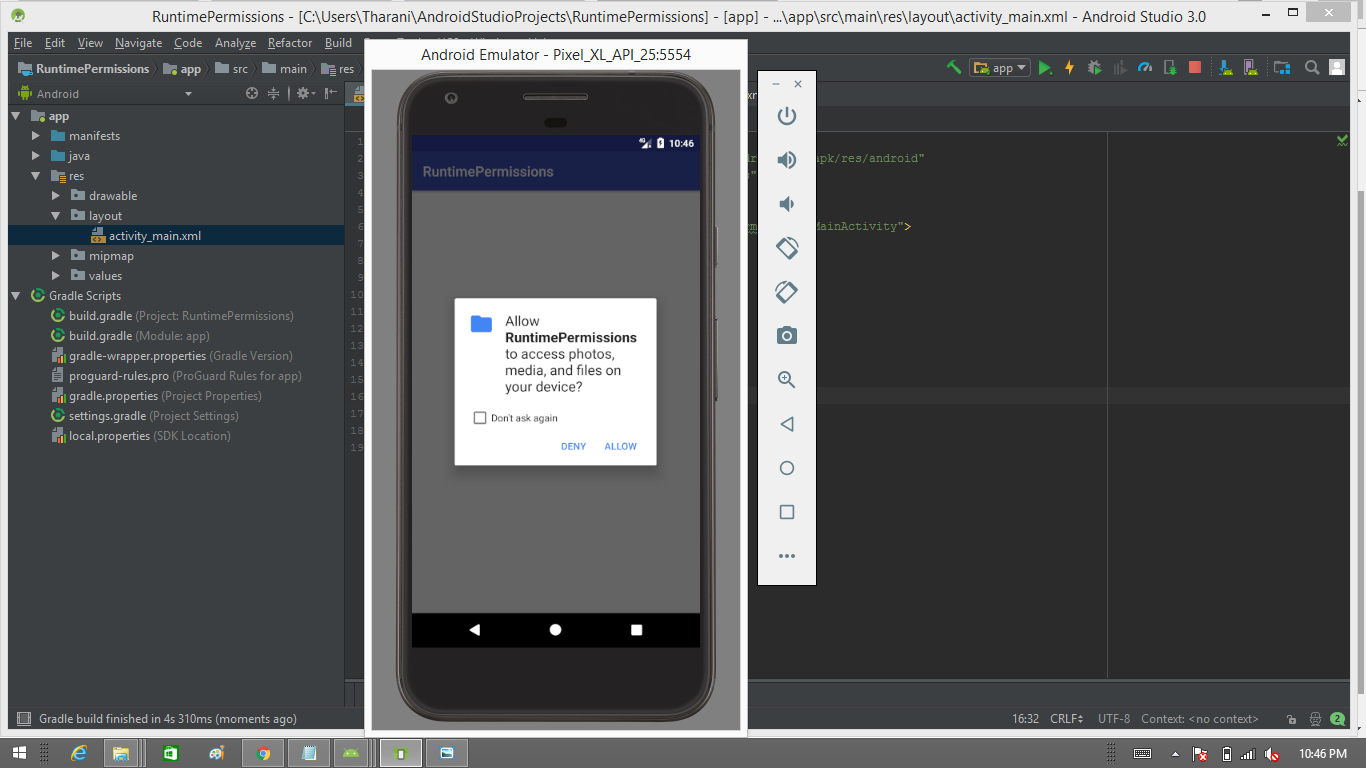 RuntimePermissions - [C:\Users\Tharani\AndroidStudioProjects\RuntimePermissions] - [app] - ...\app\src\main\res\layout\activity_main.xml - Android Studio 3.0
File Edit View Navigate Code Analyze Refactor Build
Android Emulator - Pixel_XL_API_25:5554
RuntimePermissions app src main res
app
Android
app
manifests
java
res
drawable
layout
activity_main.xml
mipmap
values
Gradle Scripts
build.gradle (Project: RuntimePermissions)
build.gradle (Module: app)
gradle-wrapper.properties (Gradle Version)
proguard-rules.pro (ProGuard Rules for app)
gradle.properties (Project Properties)
settings.gradle (Project Settings)
local.properties (SDK Location)
1
2
3
4
5
6
7
8
9
10
11
12
13
14
15
16
17
18
19
10:46
RuntimePermissions
Allow
RuntimePermissions
to access photos,
media, and files on
your device?
Don't ask again
DENY ALLOW
apk/res/android"
MainActivity">
Gradle build finished in 4s 310ms (moments ago)
16:32 CRLF UTF-8 Context: <no context> 2
10:46 PM